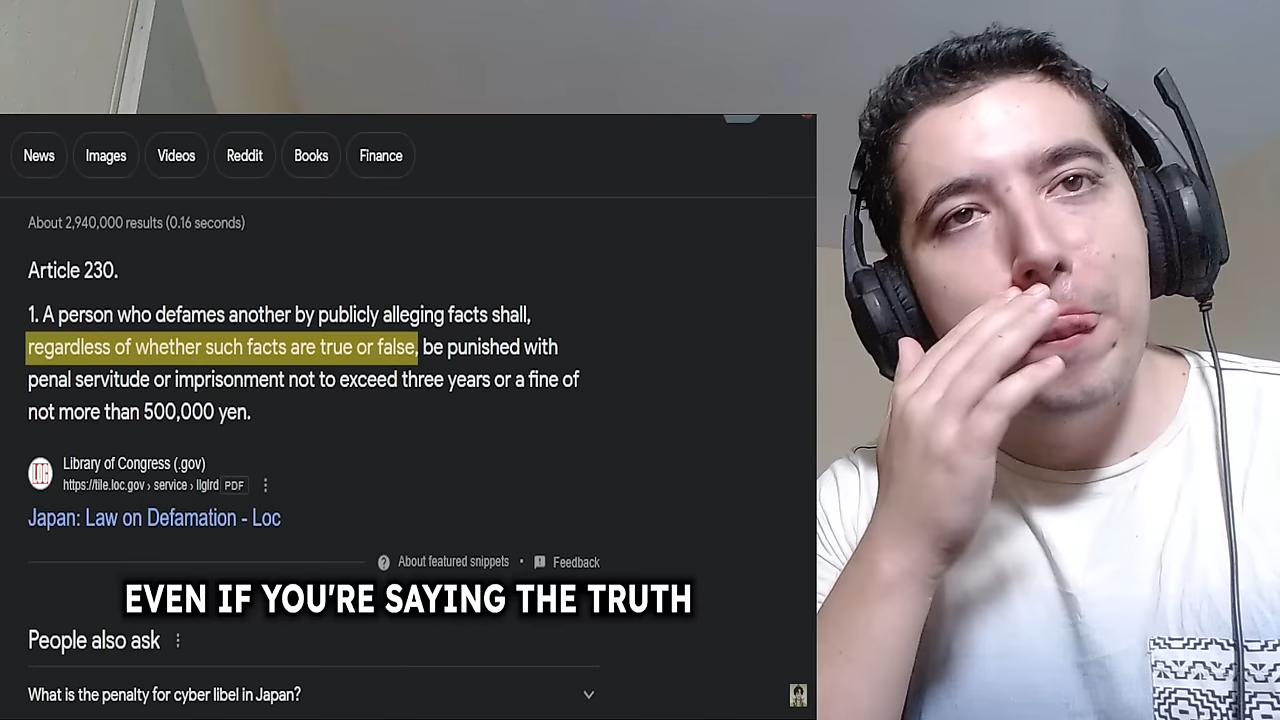 News Images Videos Reddit Books Finance
About 2,940,000 results (0.16 seconds)
Article 230.
1. A person who defames another by publicly alleging facts shall,
regardless of whether such facts are true or false, be punished with
penal servitude or imprisonment not to exceed three years or a fine of
not more than 500,000 yen.
LOC
Library of Congress (.gov)
https://tile.loc.gov › service › llglrd PDF
Japan: Law on Defamation - Loc
About featured snippets • Feedback
EVEN IF YOU'RE SAYING THE TRUTH
People also ask
What is the penalty for cyber libel in Japan?